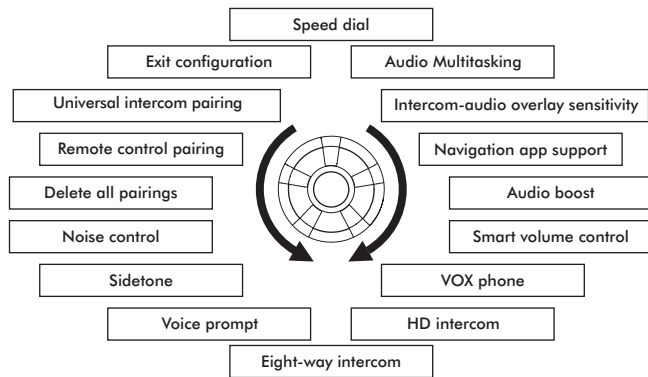 Speed dial
Exit configuration
Audio Multitasking
Universal intercom pairing
Intercom-audio overlay sensitivity
Remote control pairing
Navigation app support
Delete all pairings
Audio boost
Noise control
Smart volume control
Sidetone
VOX phone
Voice prompt
HD intercom
Eight-way intercom